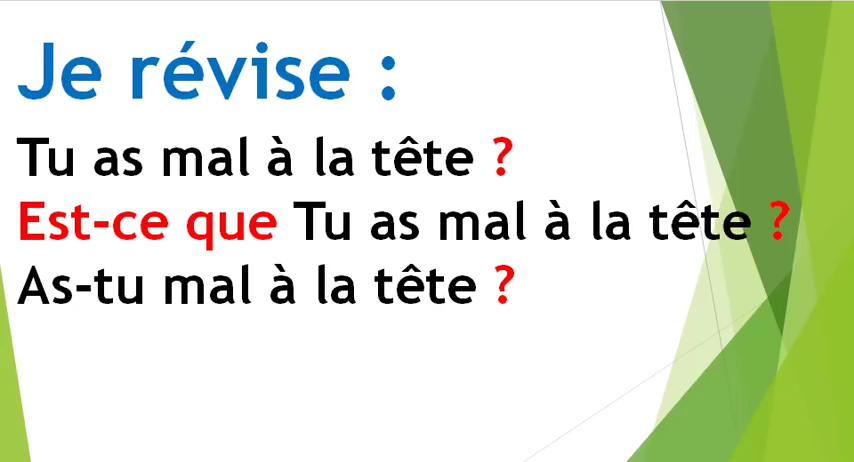 Je révise :
Tu as mal à la tête ?
Est-ce que Tu as mal à la tête ?
As-tu mal à la tête ?